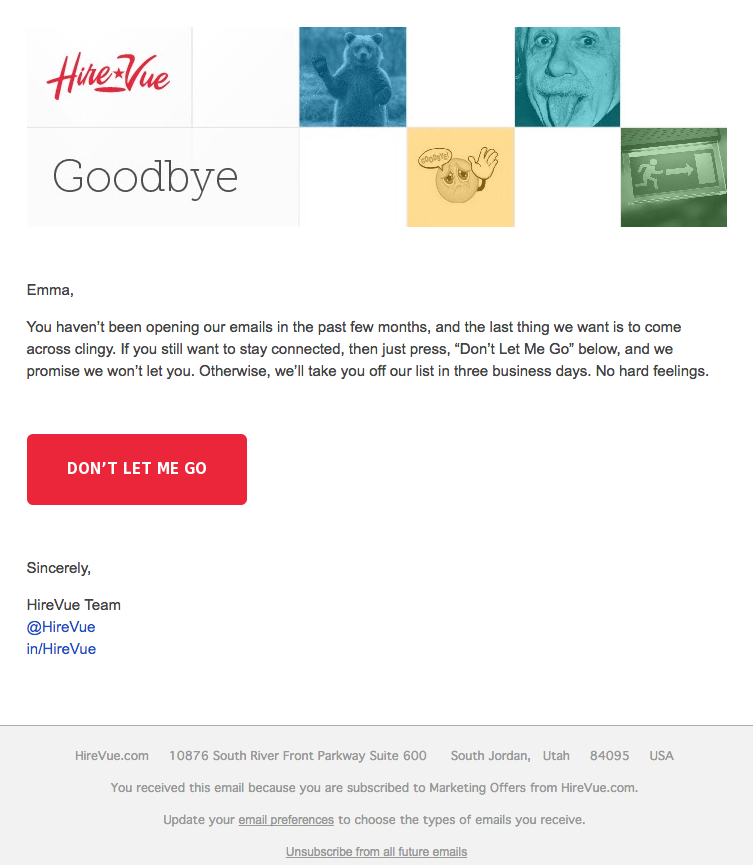 Hire Vue
Goodbye
GOODBYE!
Emma,
You haven’t been opening our emails in the past few months, and the last thing we want is to come
across clingy. If you still want to stay connected, then just press, “Don’t Let Me Go” below, and we
promise we won’t let you. Otherwise, we’ll take you off our list in three business days. No hard feelings.
DON’T LET ME GO
Sincerely,
HireVue Team
@HireVue
in/HireVue
HireVue.com 10876 South River Front Parkway Suite 600 South Jordan, Utah 84095 USA
You received this email because you are subscribed to Marketing Offers from HireVue.com.
Update your email preferences to choose the types of emails you receive.
Unsubscribe from all future emails